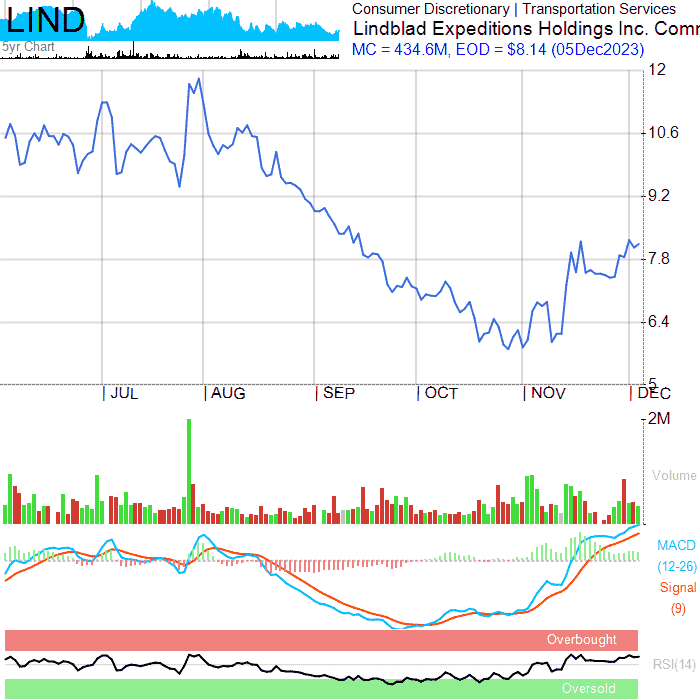 LIND
5yr Chart
Consumer Discretionary | Transportation Services
Lindblad Expeditions Holdings Inc. Comm
MC = 434.6M, EOD = $8.14 (05Dec2023)
12
10.6
9.2
7.8
6.4
5
JUL AUG SEP OCT NOV DEC
2M
Volume
MACD
(12-26)
Signal
(9)
Overbought
RSI(14)
Oversold